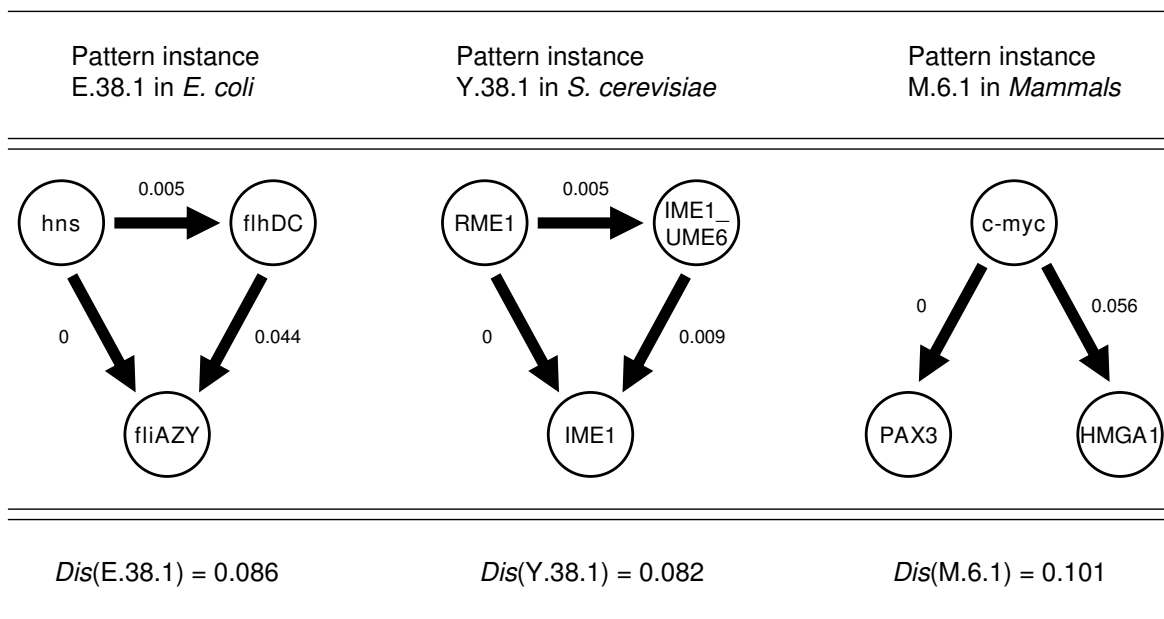 Pattern instance
E.38.1 in E. coli
Pattern instance
Y.38.1 in S. cerevisiae
Pattern instance
M.6.1 in Mammals
hns
0.005
flhDC
0
0.044
fliAZY
RME1
0.005
IME1_
UME6
0
0.009
IME1
c-myc
0
0.056
PAX3
HMGA1
Dis(E.38.1) = 0.086
Dis(Y.38.1) = 0.082
Dis(M.6.1) = 0.101